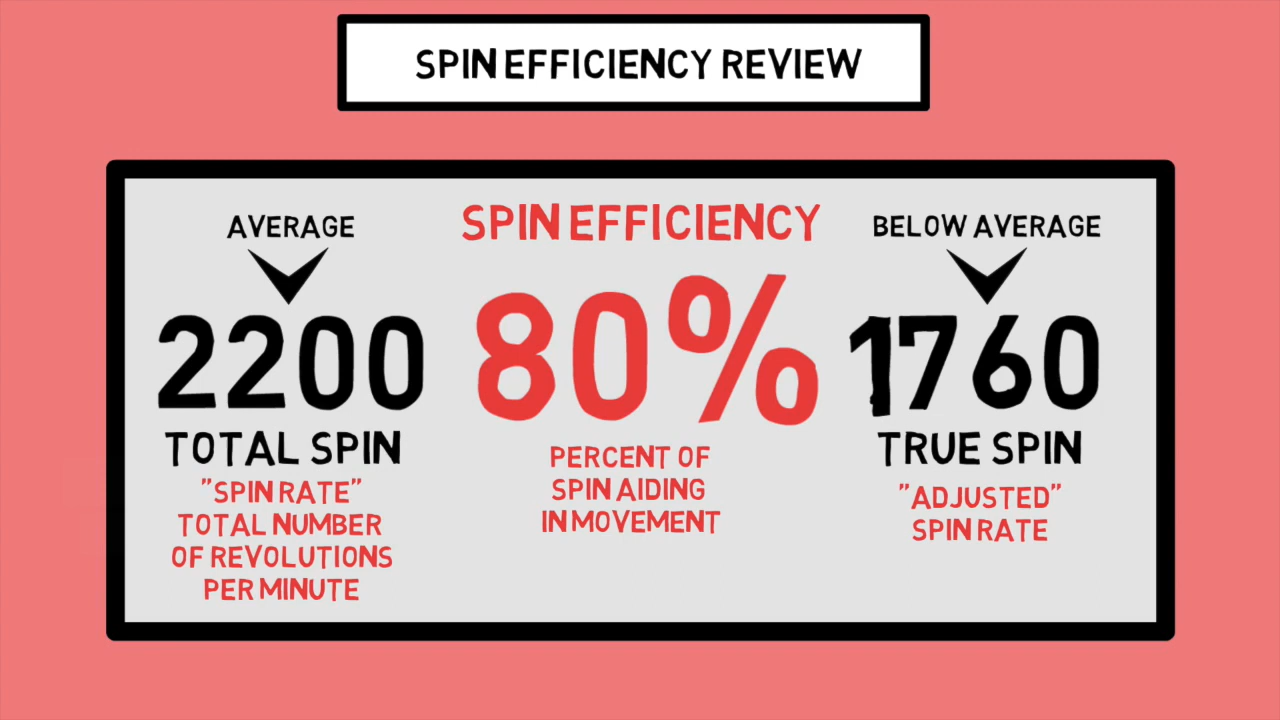 SPIN EFFICIENCY REVIEW
AVERAGE
2200
TOTAL SPIN
"SPIN RATE"
TOTAL NUMBER
OF REVOLUTIONS
PER MINUTE
SPIN EFFICIENCY
80%
PERCENT OF
SPIN AIDING
IN MOVEMENT
BELOW AVERAGE
1760
TRUE SPIN
"ADJUSTED"
SPIN RATE